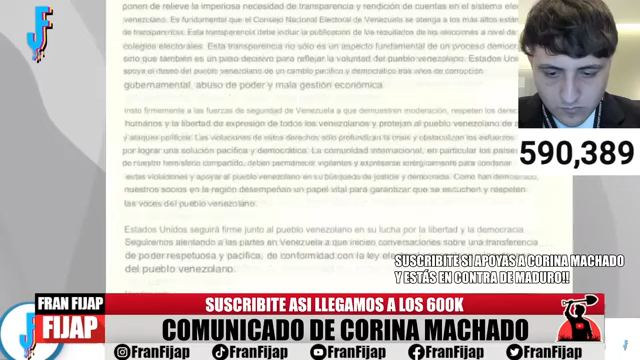 ponen de relieve la imperiosa necesidad de transparencia y rendición de cuentas en el sistema ele
venezolano. Es fundamental que el Consejo Nacional Electoral de Venezuela se atenga a los más altos están
de transparencia. Esta transparencia debe incluir la publicación de los resultados de las elecciones a nivel de
colegios electorales. Esta transparencia no sólo es un aspecto fundamental de un proceso democrá
sino que también es un paso decisivo para reflejar la voluntad del pueblo venezolano. Estados Unidos
apoya el deseo del pueblo venezolano de un cambio pacífico y democrático tras años de corrupción
gubernamental, abuso de poder y mala gestión económica.
Insto firmemente a las fuerzas de seguridad de Venezuela a que demuestren moderación, respeten los derec
humanos y la libertad de expresión de todos los venezolanos y protejan al pueblo venezolano de a
y ataques políticos. Las violaciones de estos derechos sólo profundizan la crisis y obstaculizan los esfuerzos
por lograr una solución pacífica y democrática. La comunidad internacional, en particular los países
de nuestro hemisferio compartido, deben permanecer vigilantes y expresarse enérgicamente para condenar
estas violaciones y apoyar al pueblo venezolano en su búsqueda de justicia y democracia. Como han demostrado,
nuestros socios en la región desempeñan un papel vital para garantizar que se escuchen y respeten
las voces del pueblo venezolano.
Estados Unidos seguirá firme junto al pueblo venezolano en su lucha por la libertad y la democracia
Seguiremos alentando a las partes en Venezuela a que inicien conversaciones sobre una transferencia
de poder respetuosa y pacífica, de conformidad con la ley ele
del pueblo venezolano.
590,389
SUSCRIBITE SI APOYAS A CORINA MACHADO
Y ESTÁS EN CONTRA DE MADURO!!
FRAN FIJAP
FIJAP
SUSCRIBITE ASI LLEGAMOS A LOS 600K
COMUNICADO DE CORINA MACHADO
@FranFijap @FranFijap @FranFijap @FranFijap